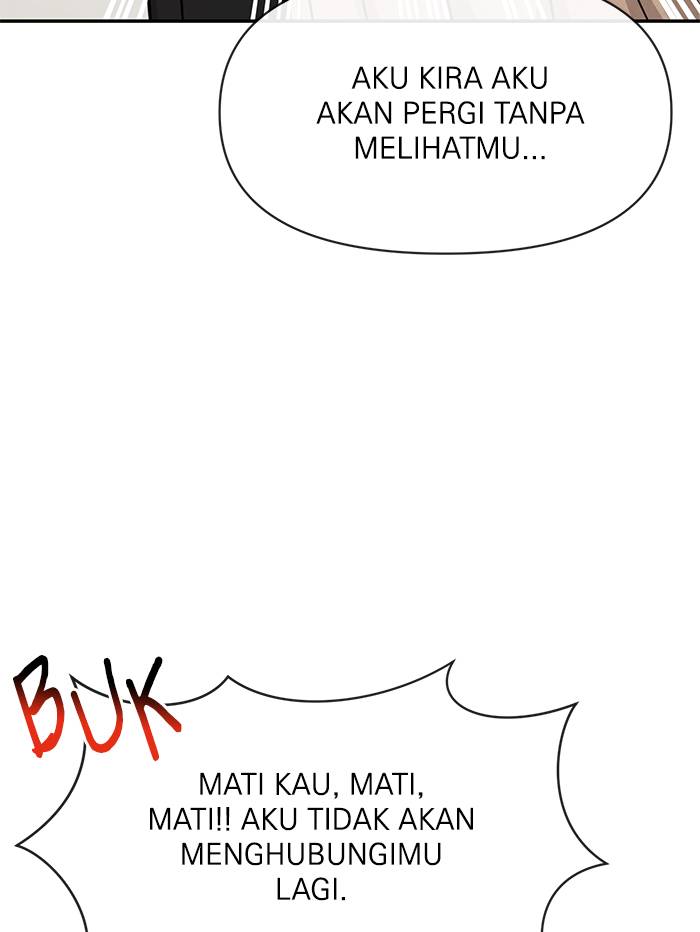 AKU KIRA AKU
AKAN PERGI TANPA
MELIHATMU...
BUK
MATI KAU, MATI,
MATI!! AKU TIDAK AKAN
MENGHUBUNGIMU
LAGI.